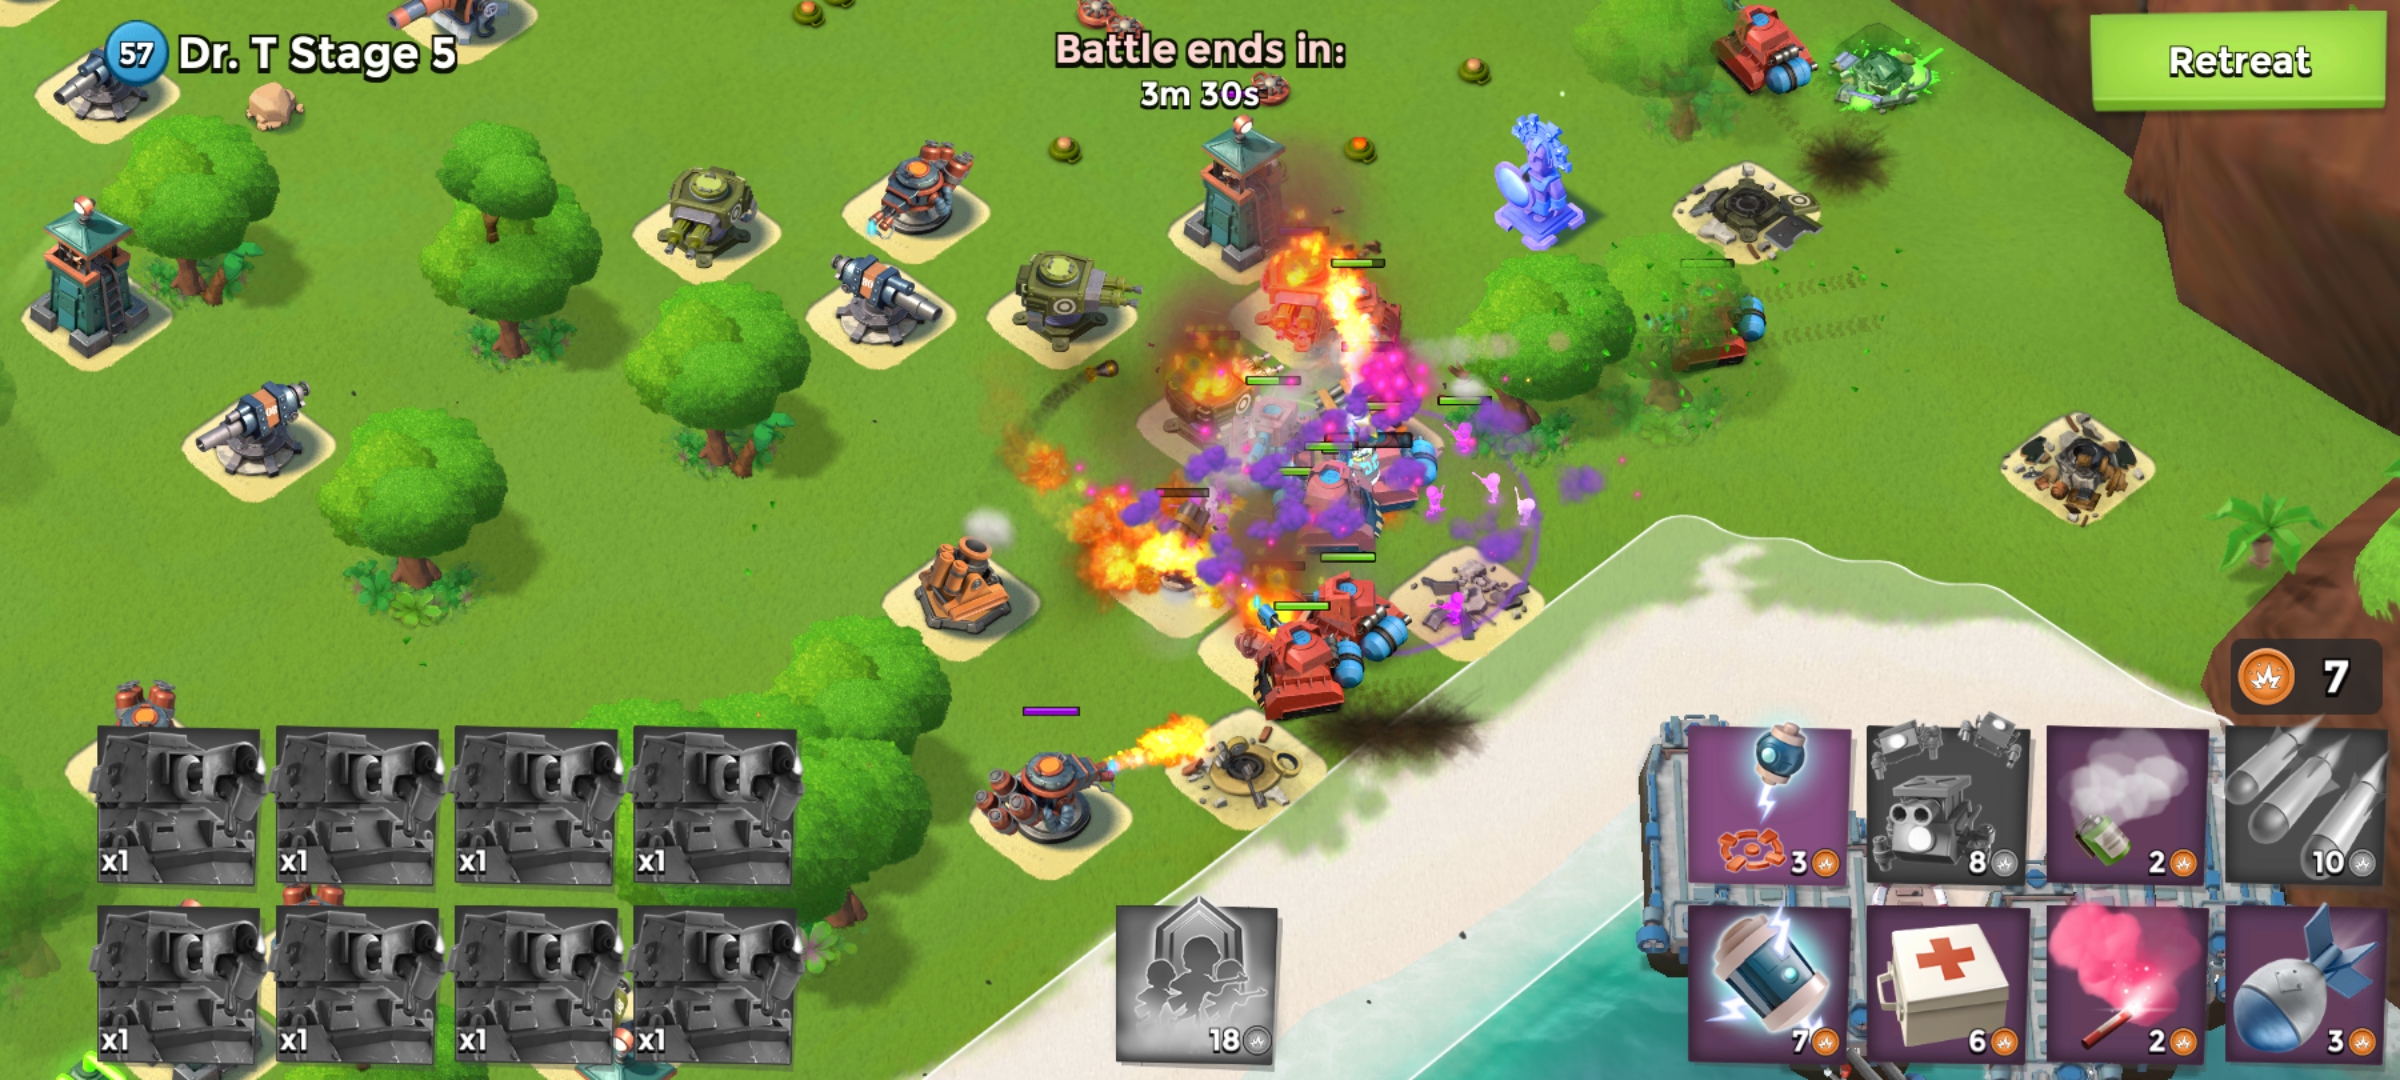 57 Dr. T Stage 5
Battle ends in:
3m 30s
Retreat
7
x1 x1 x1 x1
3 8 2 10
x1 x1 x1 x1
18
7 6 2 3